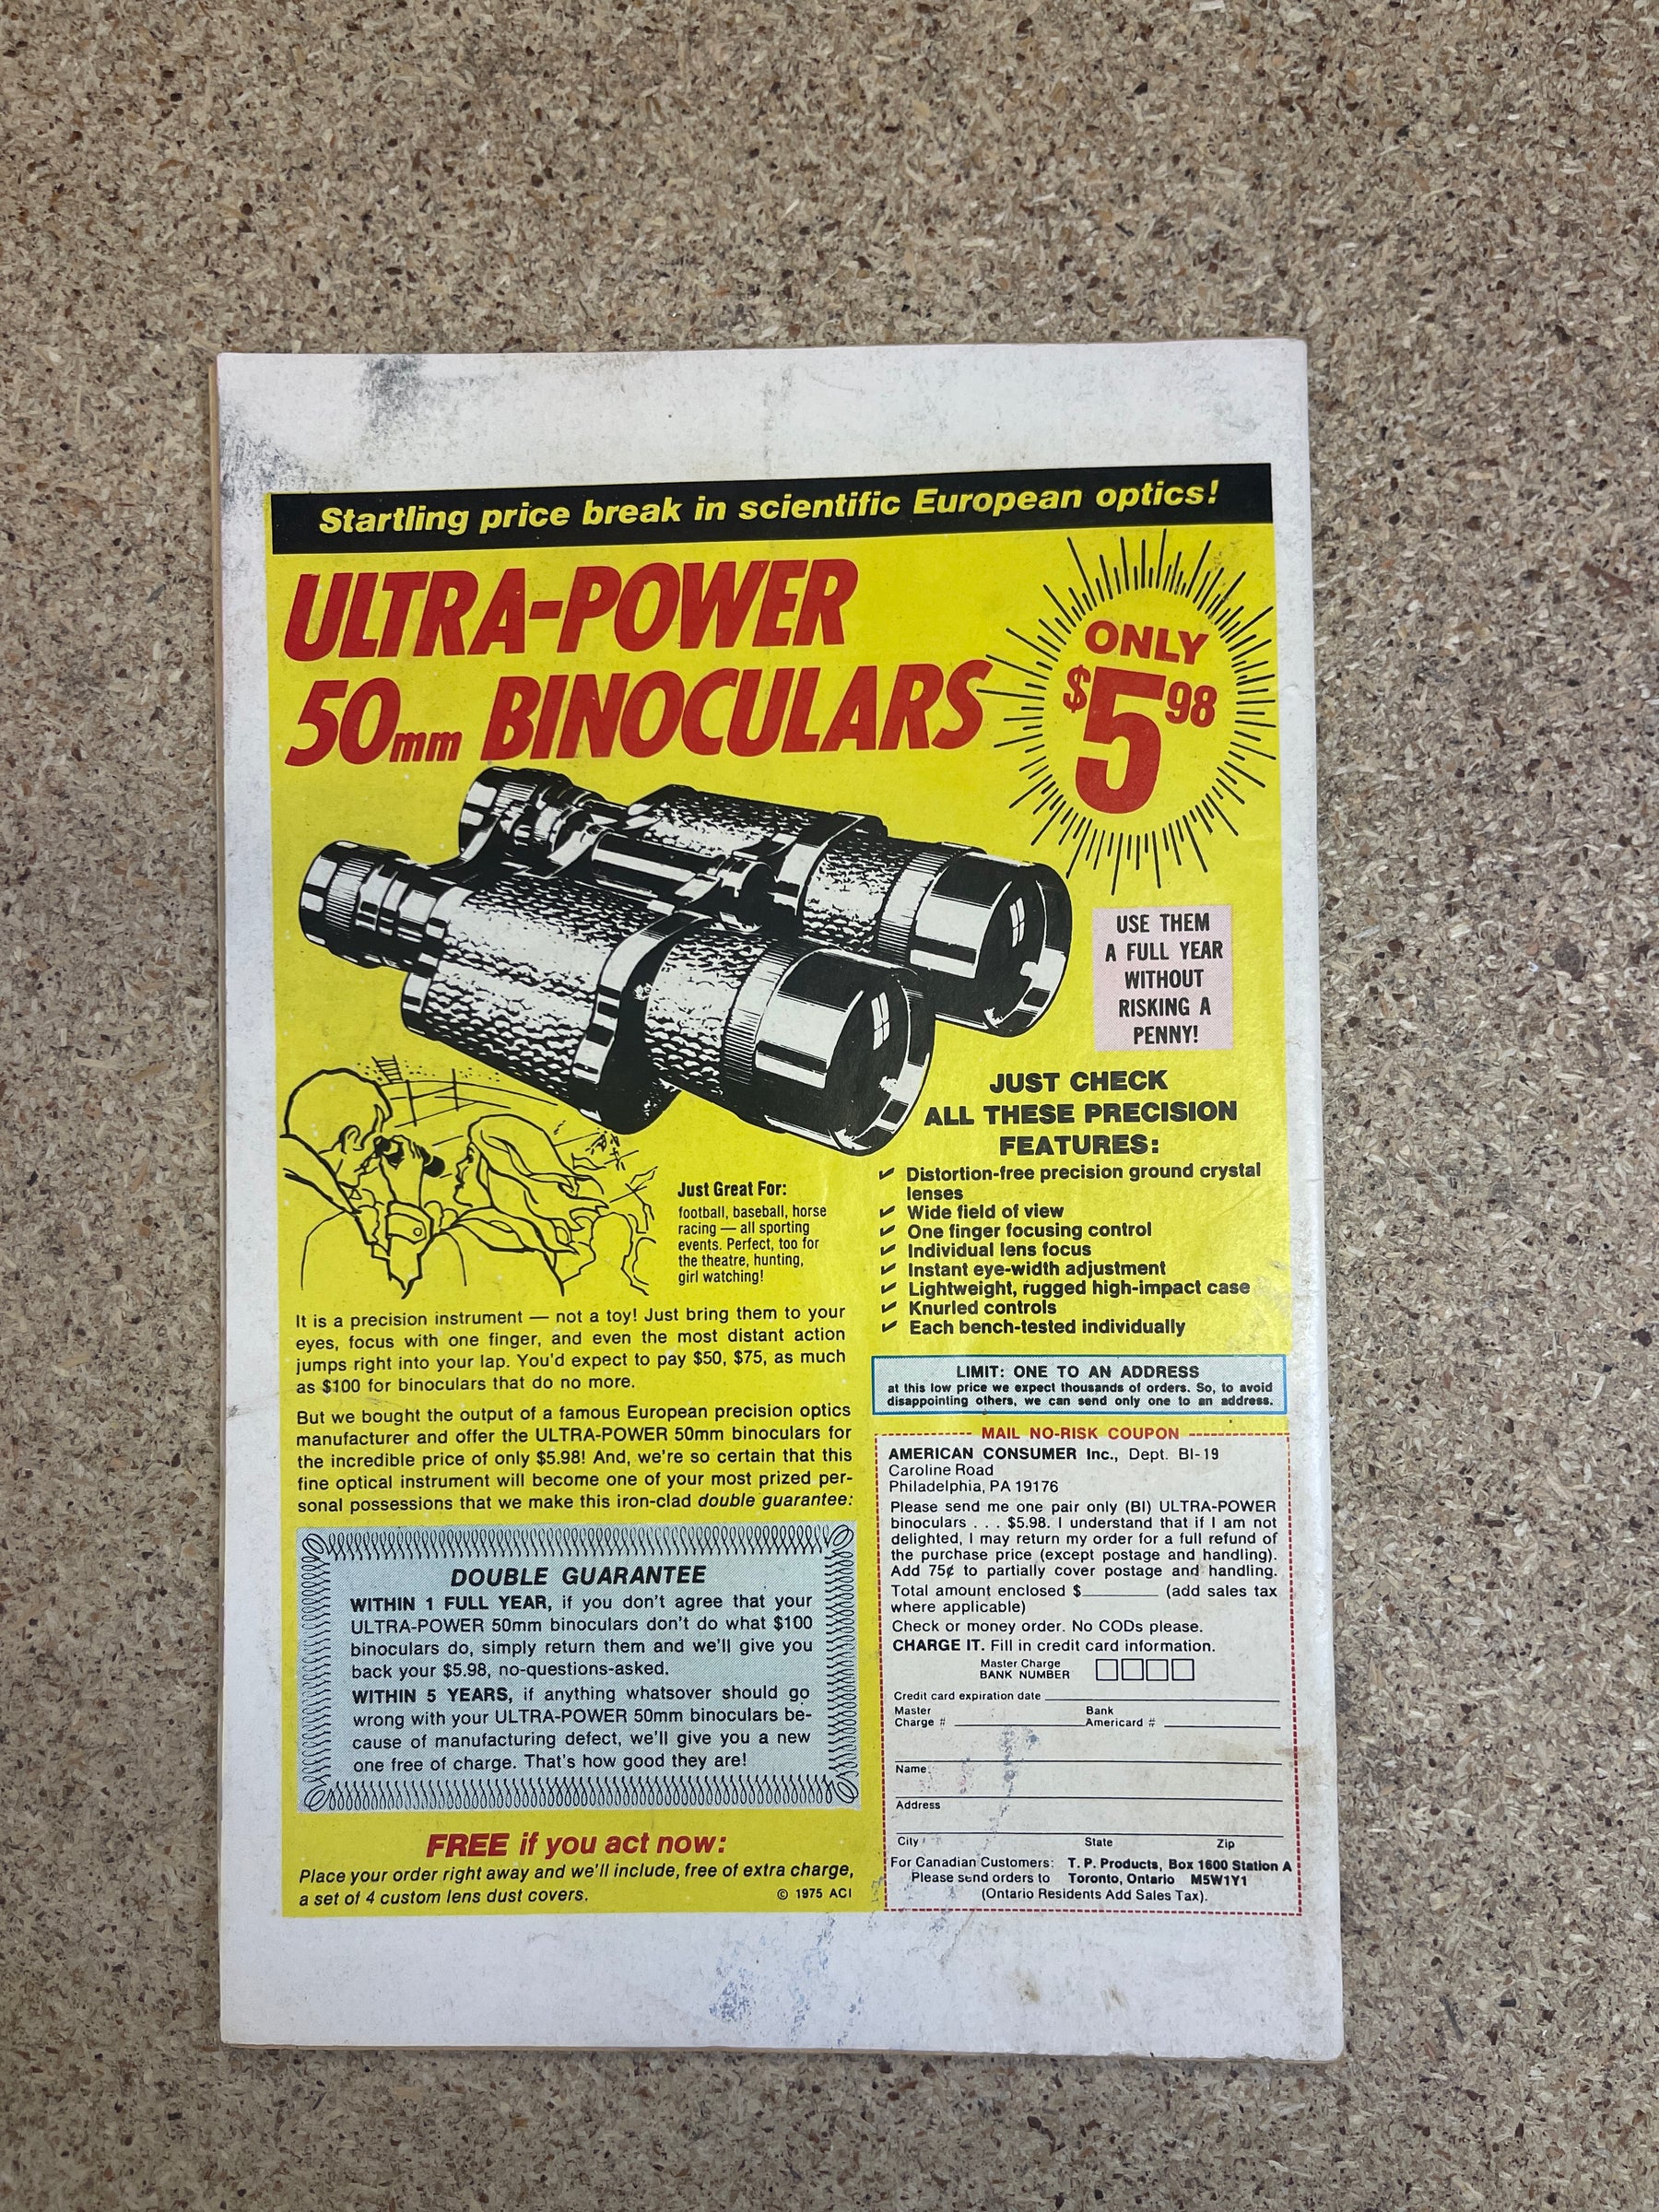 Startling price break in scientific European optics!
ULTRA-POWER
50mm BINOCULARS
ONLY
$5 98
USE THEM
A FULL YEAR
WITHOUT
RISKING A
PENNY!
JUST CHECK
ALL THESE PRECISION
FEATURES:
Distortion-free precision ground crystal
lenses
Wide field of view
One finger focusing control
Individual lens focus
Instant eye-width adjustment
Lightweight, rugged high-impact case
Knurled controls
Each bench-tested individually
Just Great For:
football, baseball, horse
racing — all sporting
events. Perfect, too for
the theatre, hunting,
girl watching!
It is a precision instrument — not a toy! Just bring them to your
eyes, focus with one finger, and even the most distant action
jumps right into your lap. You'd expect to pay $50, $75, as much
as $100 for binoculars that do no more.
But we bought the output of a famous European precision optics
manufacturer and offer the ULTRA-POWER 50mm binoculars for
the incredible price of only $5.98! And, we're so certain that this
fine optical instrument will become one of your most prized per-
sonal possessions that we make this iron-clad double guarantee:
DOUBLE GUARANTEE
WITHIN 1 FULL YEAR, if you don't agree that your
ULTRA-POWER 50mm binoculars don't do what $100
binoculars do, simply return them and we'll give you
back your $5.98, no-questions-asked.
WITHIN 5 YEARS, if anything whatsover should go
wrong with your ULTRA-POWER 50mm binoculars be-
cause of manufacturing defect, we'll give you a new
one free of charge. That's how good they are!
FREE if you act now:
Place your order right away and we'll include, free of extra charge,
a set of 4 custom lens dust covers.
© 1975 ACI
LIMIT: ONE TO AN ADDRESS
at this low price we expect thousands of orders. So, to avoid
disappointing others, we can send only one to an address.
MAIL NO-RISK COUPON
AMERICAN CONSUMER Inc., Dept. BI-19
Caroline Road
Philadelphia, PA 19176
Please send me one pair only (BI) ULTRA-POWER
binoculars . . . $5.98. I understand that if I am not
delighted, I may return my order for a full refund of
the purchase price (except postage and handling).
Add 75¢ to partially cover postage and handling.
Total amount enclosed $________ (add sales tax
where applicable)
Check or money order. No CODs please.
CHARGE IT. Fill in credit card information.
Master Charge
BANK NUMBER
Credit card expiration date
Master
Charge #
Bank
Americard #
Name
Address
City State Zip
For Canadian Customers: T. P. Products, Box 1600 Station A
Please send orders to Toronto, Ontario M5W1Y1
(Ontario Residents Add Sales Tax).